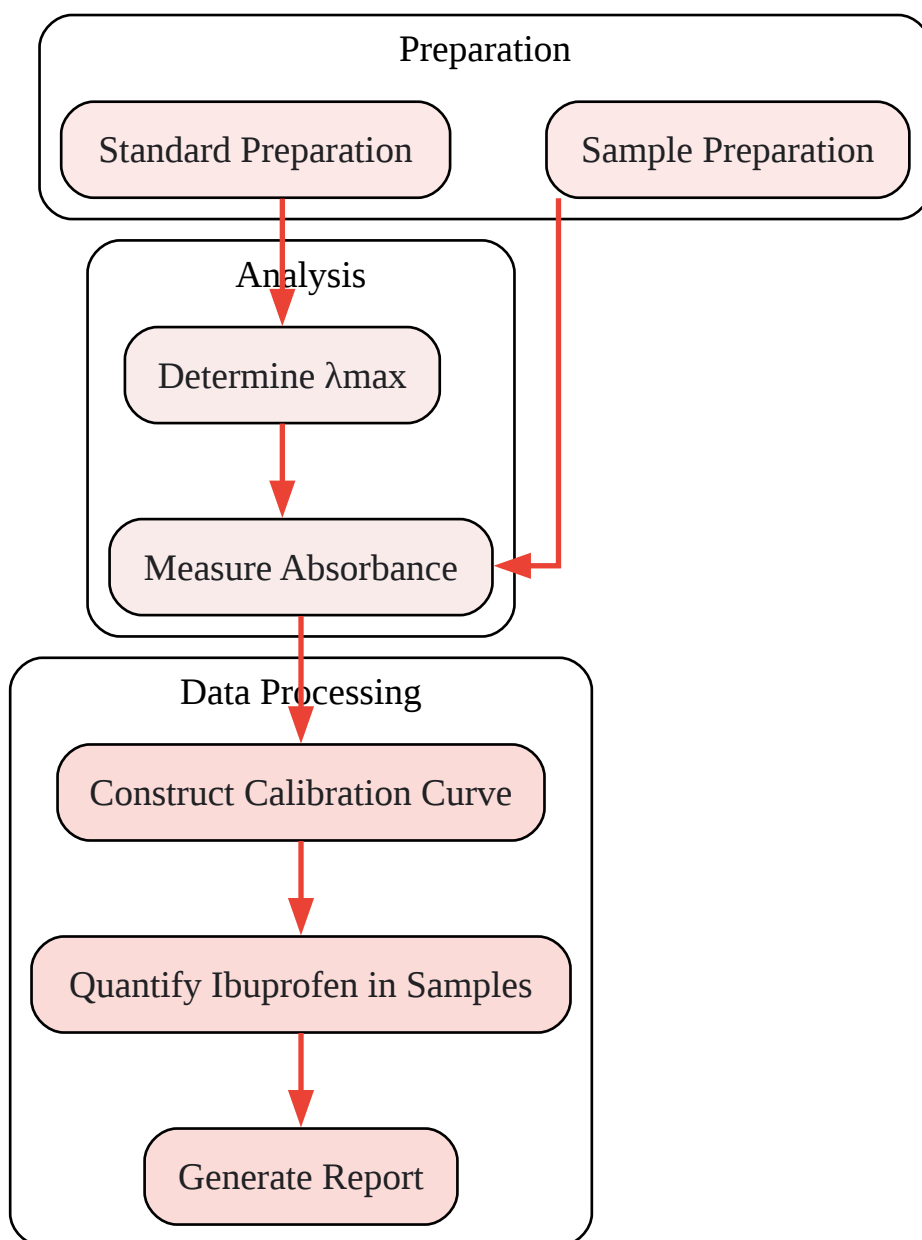 Preparation
Standard Preparation
Sample Preparation
Analysis
Determine λmax
Measure Absorbance
Data Processing
Construct Calibration Curve
Quantify Ibuprofen in Samples
Generate Report